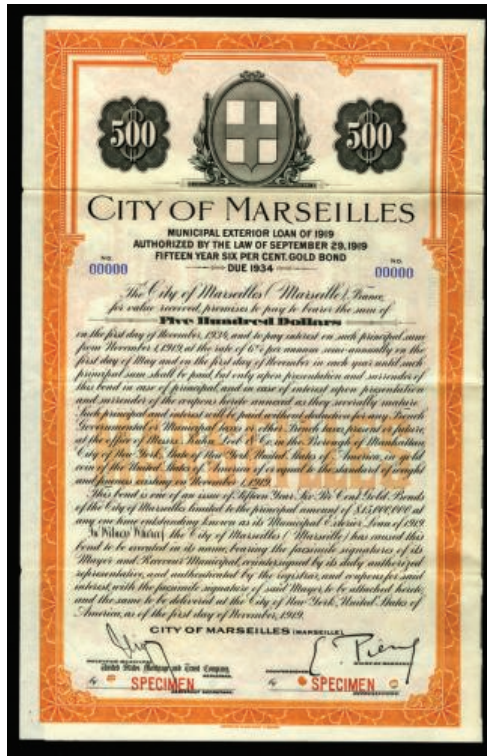 500 500
CITY OF MARSEILLES
MUNICIPAL EXTERIOR LOAN OF 1919
AUTHORIZED BY THE LAW OF SEPTEMBER 29, 1919
FIFTEEN YEAR SIX PER CENT. GOLD BOND
NO. DUE 1934 NO.
00000 00000
The City of Marseilles (Marseille), France,
for value received, promises to pay to bearer the sum of
Five Hundred Dollars
on the first day of November, 1934, and to pay interest on such principal sum
from November 1, 1919, at the rate of 6% per annum semi-annually on the
first day of May and on the first day of November in each year until such
principal sum shall be paid, but only upon presentation and surrender of
this bond in case of principal, and in case of interest upon presentation
and surrender of the coupons hereto annexed as they severally mature.
Such principal and interest will be paid without deduction for any French
Governmental or Municipal taxes or other French taxes, present or future,
at the office of Messrs. Kuhn, Loeb & Co., in the Borough of Manhattan,
City of New York, State of New York, United States of America, in gold
coin of the United States of America of or equal to the standard of weight
and fineness existing on November 1, 1919.
This bond is one of an issue of Fifteen Year Six Per Cent. Gold Bonds
of the City of Marseilles limited to the principal amount of $15,000,000 at
any one time outstanding known as its Municipal Exterior Loan of 1919.
In Witness Whereof, the City of Marseilles (Marseille) has caused this
bond to be executed in its name, bearing the facsimile signatures of its
Mayor and Receveur Municipal, countersigned by its duly authorized
representative, and authenticated by the registrar, and coupons for said
interest, with the facsimile signature of said Mayor, to be attached hereto,
and the same to be delivered at the City of New York, United States of
America, as of the first day of November, 1919.
CITY OF MARSEILLES (MARSEILLE),
United States Mortgage and Trust Company,
By SPECIMEN By SPECIMEN